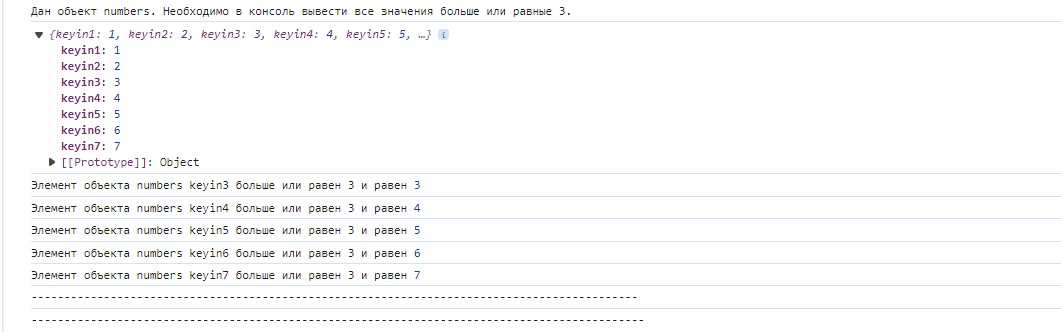 Дан объект numbers. Необходимо в консоль вывести все значения больше или равные 3.
{keyin1: 1, keyin2: 2, keyin3: 3, keyin4: 4, keyin5: 5, …} i
keyin1: 1
keyin2: 2
keyin3: 3
keyin4: 4
keyin5: 5
keyin6: 6
keyin7: 7
[[Prototype]]: Object
Элемент объекта numbers keyin3 больше или равен 3 и равен 3
Элемент объекта numbers keyin4 больше или равен 3 и равен 4
Элемент объекта numbers keyin5 больше или равен 3 и равен 5
Элемент объекта numbers keyin6 больше или равен 3 и равен 6
Элемент объекта numbers keyin7 больше или равен 3 и равен 7
--------------------------------------------------------------------------------------------
---------------------------------------------------------------------------------------------